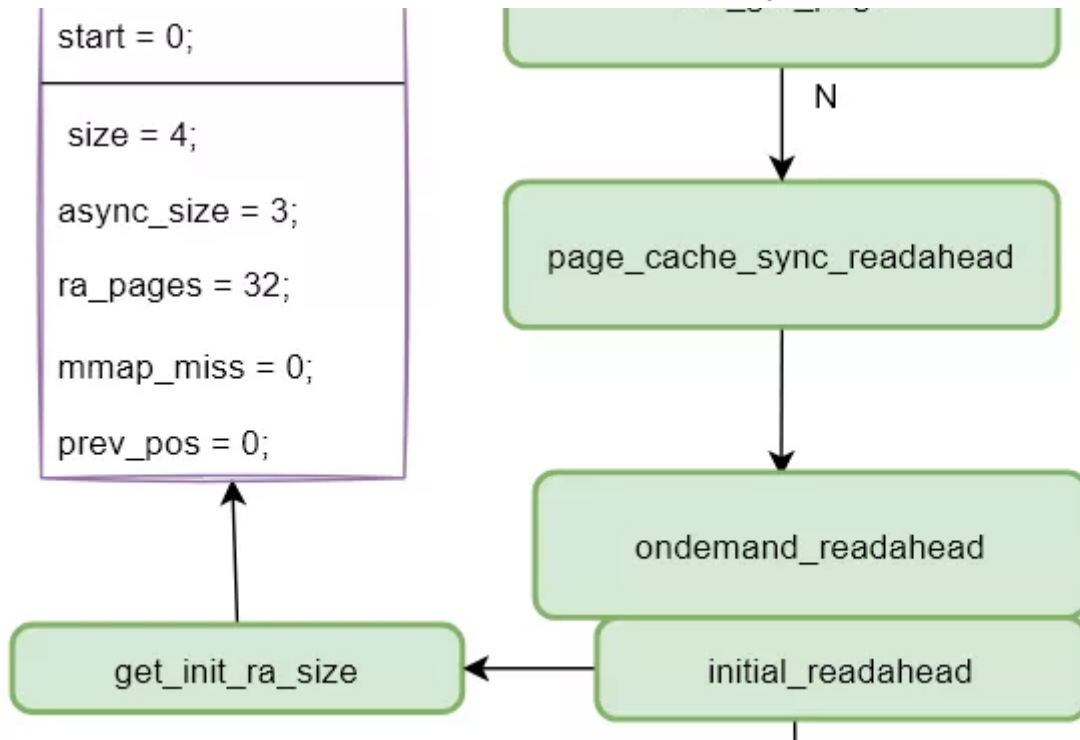 start = 0;
size = 4;
async_size = 3;
ra_pages = 32;
mmap_miss = 0;
prev_pos = 0;
N
page_cache_sync_readahead
ondemand_readahead
get_init_ra_size
initial_readahead